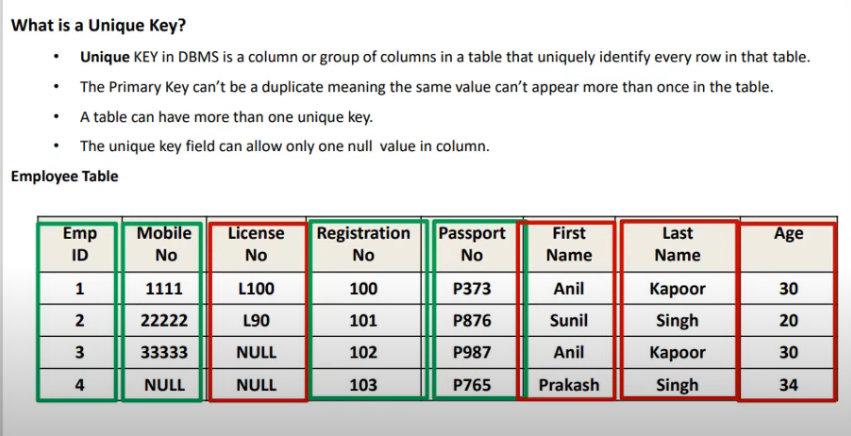 What is a Unique Key?
• Unique KEY in DBMS is a column or group of columns in a table that uniquely identify every row in that table.
• The Primary Key can't be a duplicate meaning the same value can't appear more than once in the table.
• A table can have more than one unique key.
• The unique key field can allow only one null value in column.
Employee Table
Emp ID Mobile No License No Registration No Passport No First Name Last Name Age
1 1111 L100 100 P373 Anil Kapoor 30
2 22222 L90 101 P876 Sunil Singh 20
3 33333 NULL 102 P987 Anil Kapoor 30
4 NULL NULL 103 P765 Prakash Singh 34